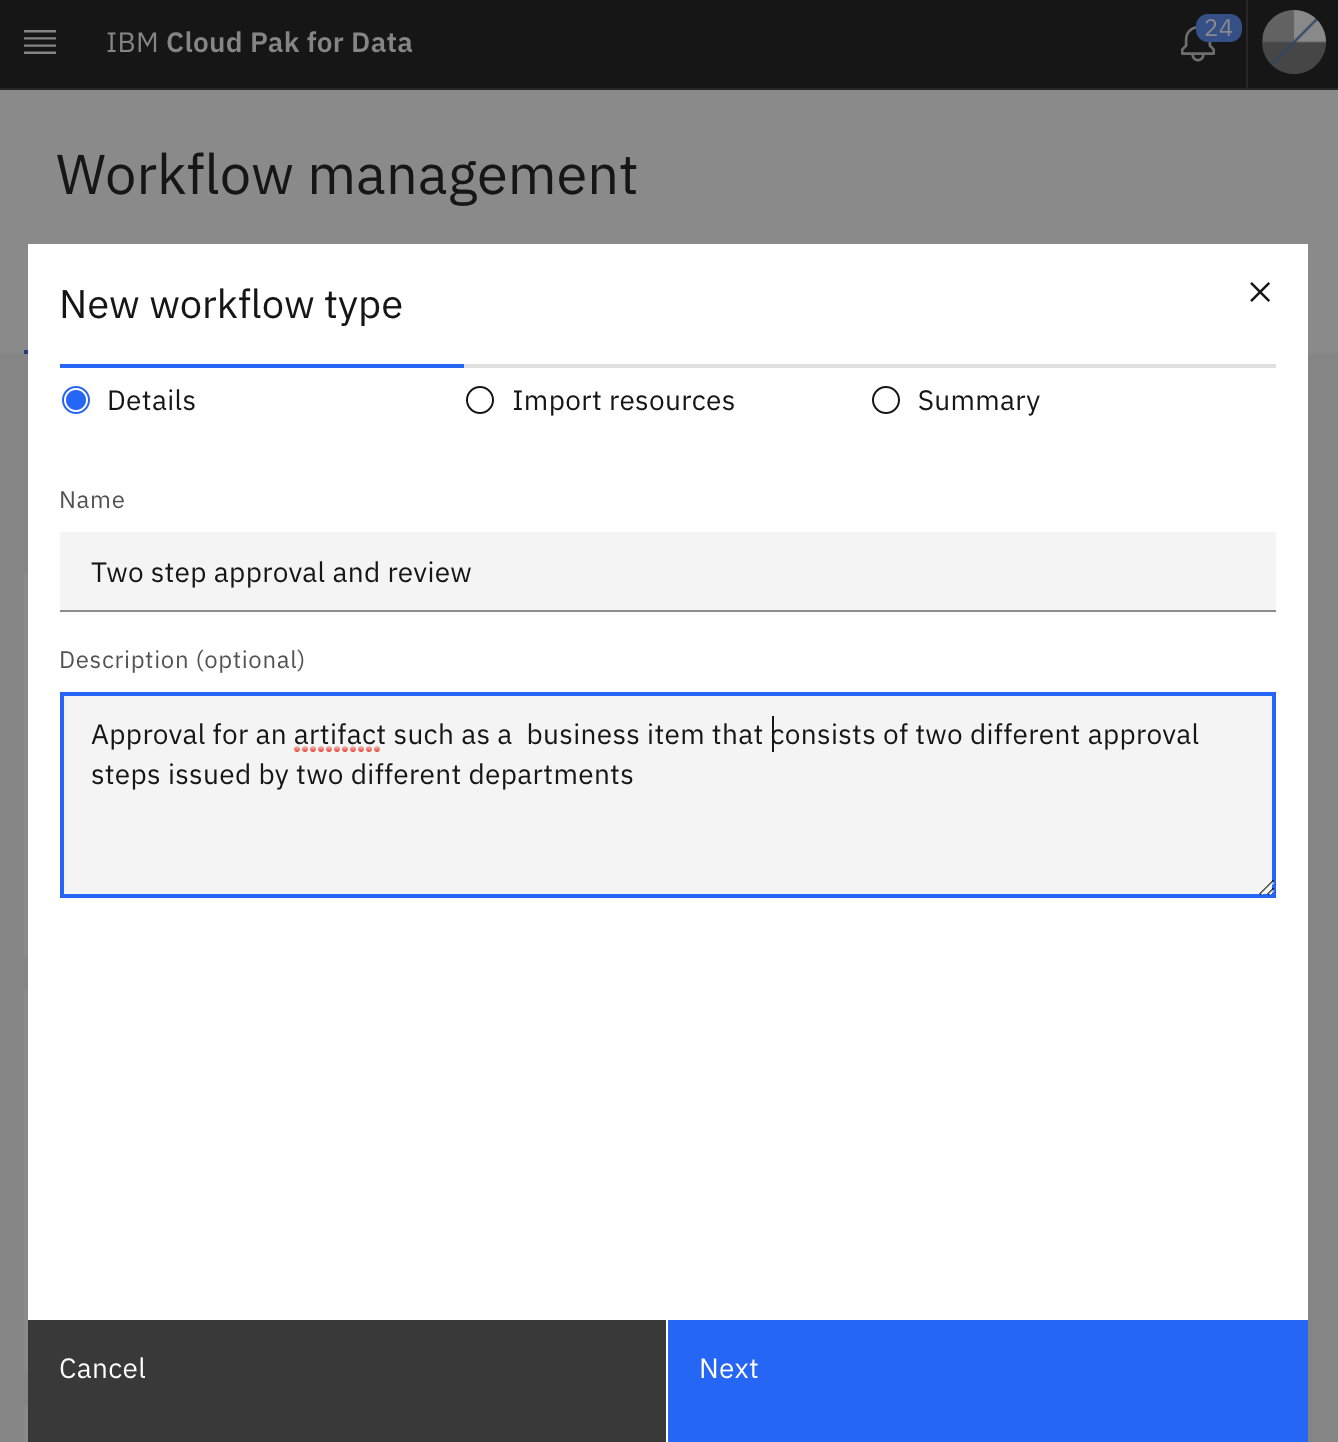 IBM Cloud Pak for Data
24
Workflow management
New workflow type
Details
Import resources
Summary
Name
Two step approval and review
Description (optional)
Approval for an artifact such as a  business item that consists of two different approval
steps issued by two different departments
Cancel
Next